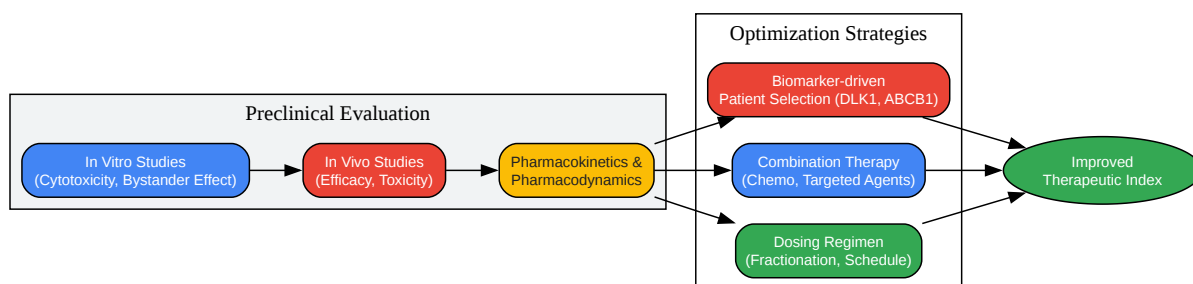 Preclinical Evaluation
In Vitro Studies
(Cytotoxicity, Bystander Effect)
In Vivo Studies
(Efficacy, Toxicity)
Pharmacokinetics &
Pharmacodynamics
Optimization Strategies
Biomarker-driven
Patient Selection (DLK1, ABCB1)
Combination Therapy
(Chemo, Targeted Agents)
Dosing Regimen
(Fractionation, Schedule)
Improved
Therapeutic Index